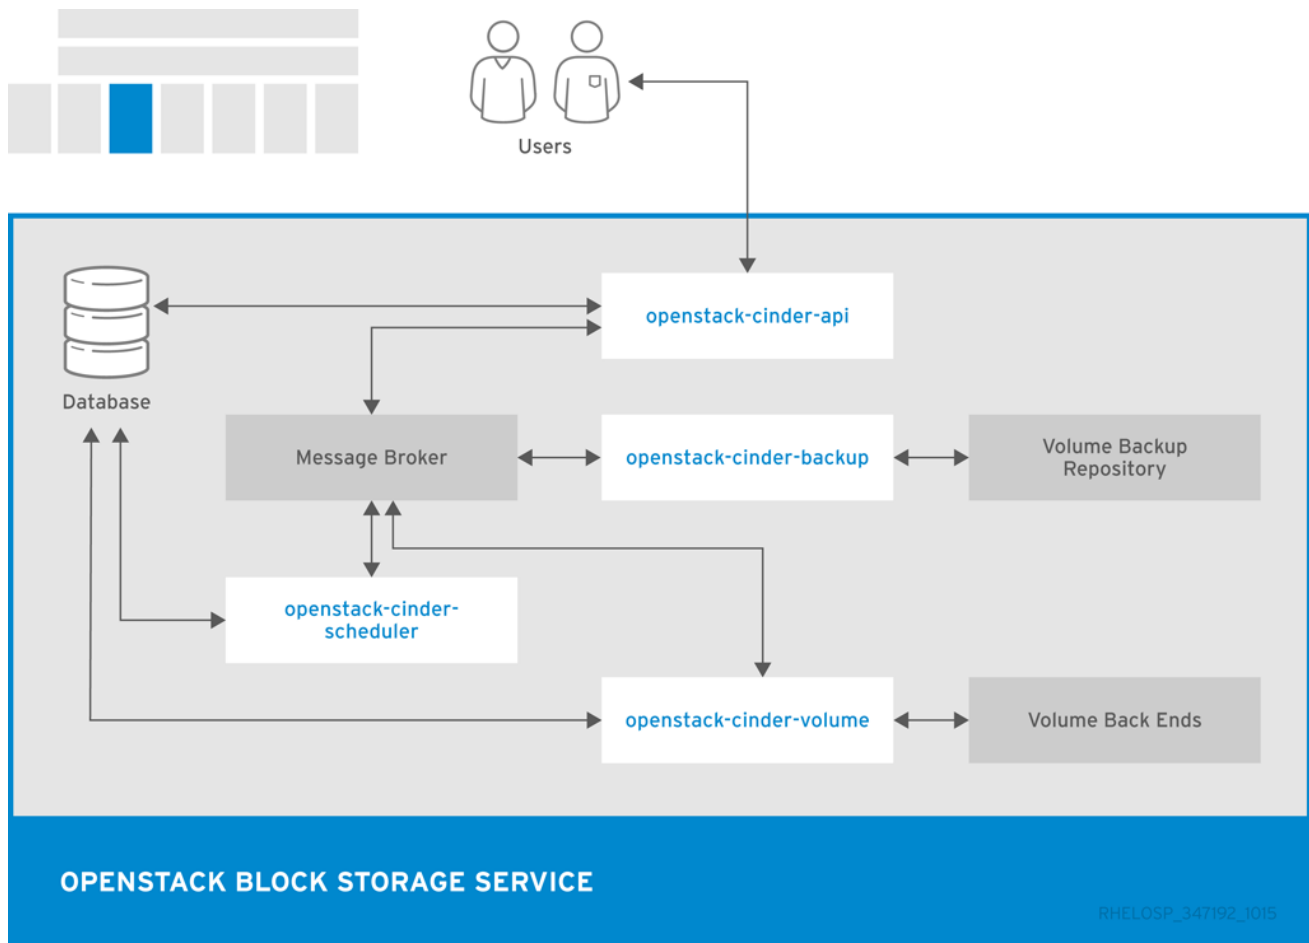 Users
openstack-cinder-api
Database
Message Broker
openstack-cinder-backup
Volume Backup
Repository
openstack-cinder-
scheduler
openstack-cinder-volume
Volume Back Ends
OPENSTACK BLOCK STORAGE SERVICE
RHELOSP_347192_1015